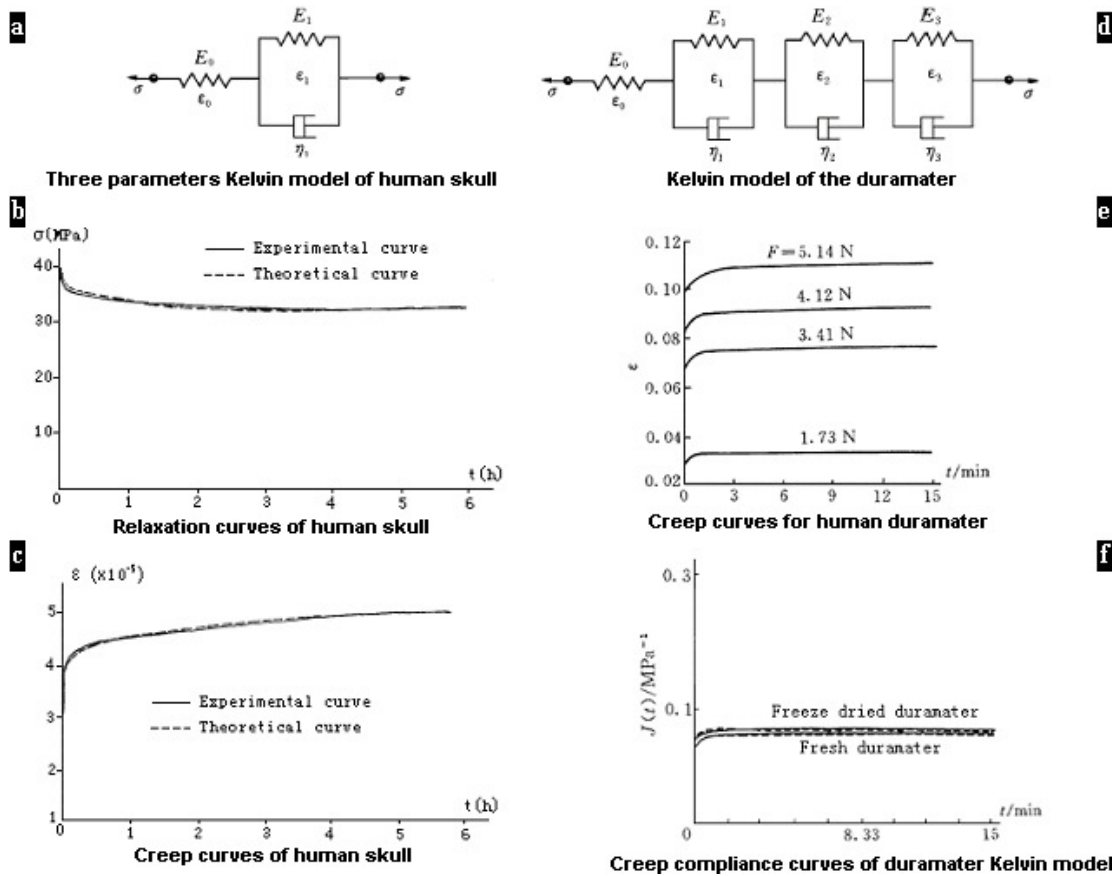 a
E₁
E₀
ε₁
σ
ε₀
σ
η₁
Three parameters Kelvin model of human skull
d
E₁
E₂
E₃
E₀
ε₁
ε₂
ε₃
σ
ε₀
σ
η₁
η₂
η₃
Kelvin model of the duramater
b
σ(MPa)
Experimental curve
Theoretical curve
40
30
20
10
t(h)
0 1 2 3 4 5 6
Relaxation curves of human skull
e
0.12
F=5.14 N
0.10
4.12 N
0.08
3.41 N
ε
0.06
0.04
1.73 N
0.02
t/min
0 3 6 9 12 15
Creep curves for human duramater
c
ε (x10⁻⁵)
5
4
Experimental curve
3
Theoretical curve
2
t(h)
1
0 1 2 3 4 5 6
Creep curves of human skull
f
0.3
J(t)/MPa⁻¹
0.1
Freeze dried duramater
Fresh duramater
t/min
0 8.33 15
Creep compliance curves of duramater Kelvin model